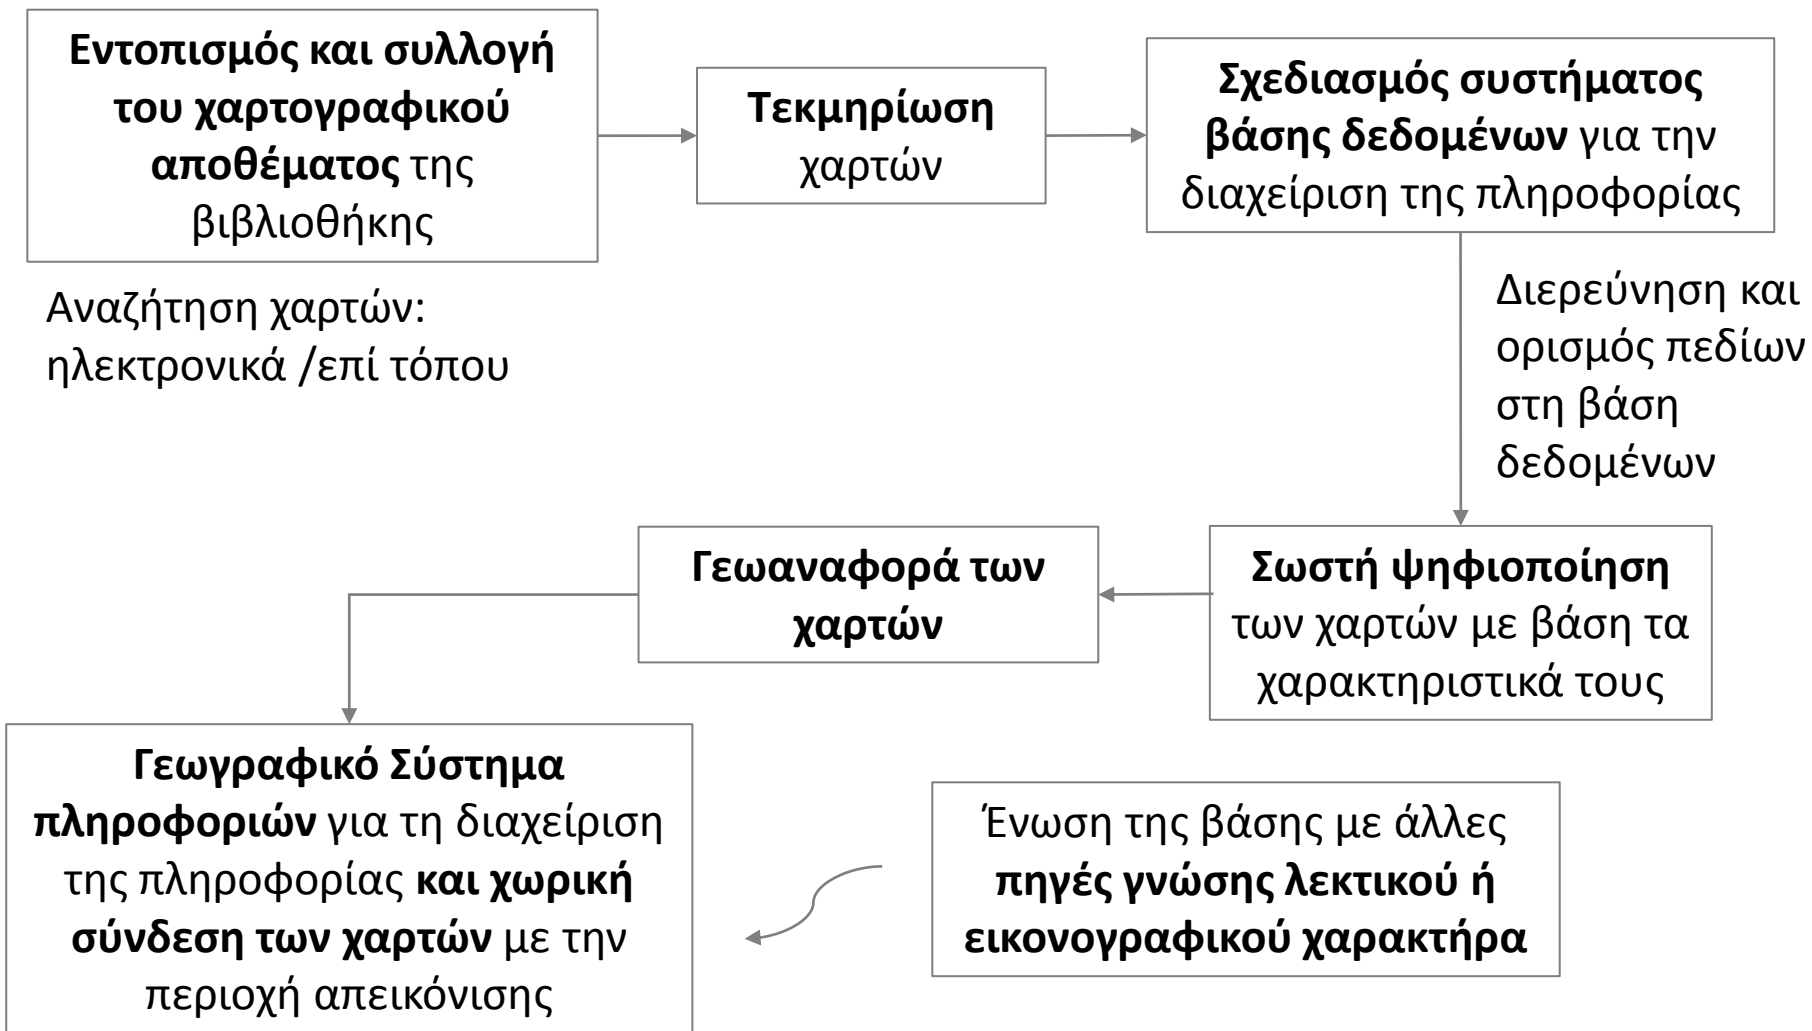 Εντοπισμός και συλλογή
του χαρτογραφικού
αποθέματος της
βιβλιοθήκης
Αναζήτηση χαρτών:
ηλεκτρονικά /επί τόπου
Τεκμηρίωση
χαρτών
Σχεδιασμός συστήματος
βάσης δεδομένων για την
διαχείριση της πληροφορίας
Διερεύνηση και
ορισμός πεδίων
στη βάση
δεδομένων
Σωστή ψηφιοποίηση
των χαρτών με βάση τα
χαρακτηριστικά τους
Γεωαναφορά των
χαρτών
Γεωγραφικό Σύστημα
πληροφοριών για τη διαχείριση
της πληροφορίας και χωρική
σύνδεση των χαρτών με την
περιοχή απεικόνισης
Ένωση της βάσης με άλλες
πηγές γνώσης λεκτικού ή
εικονογραφικού χαρακτήρα